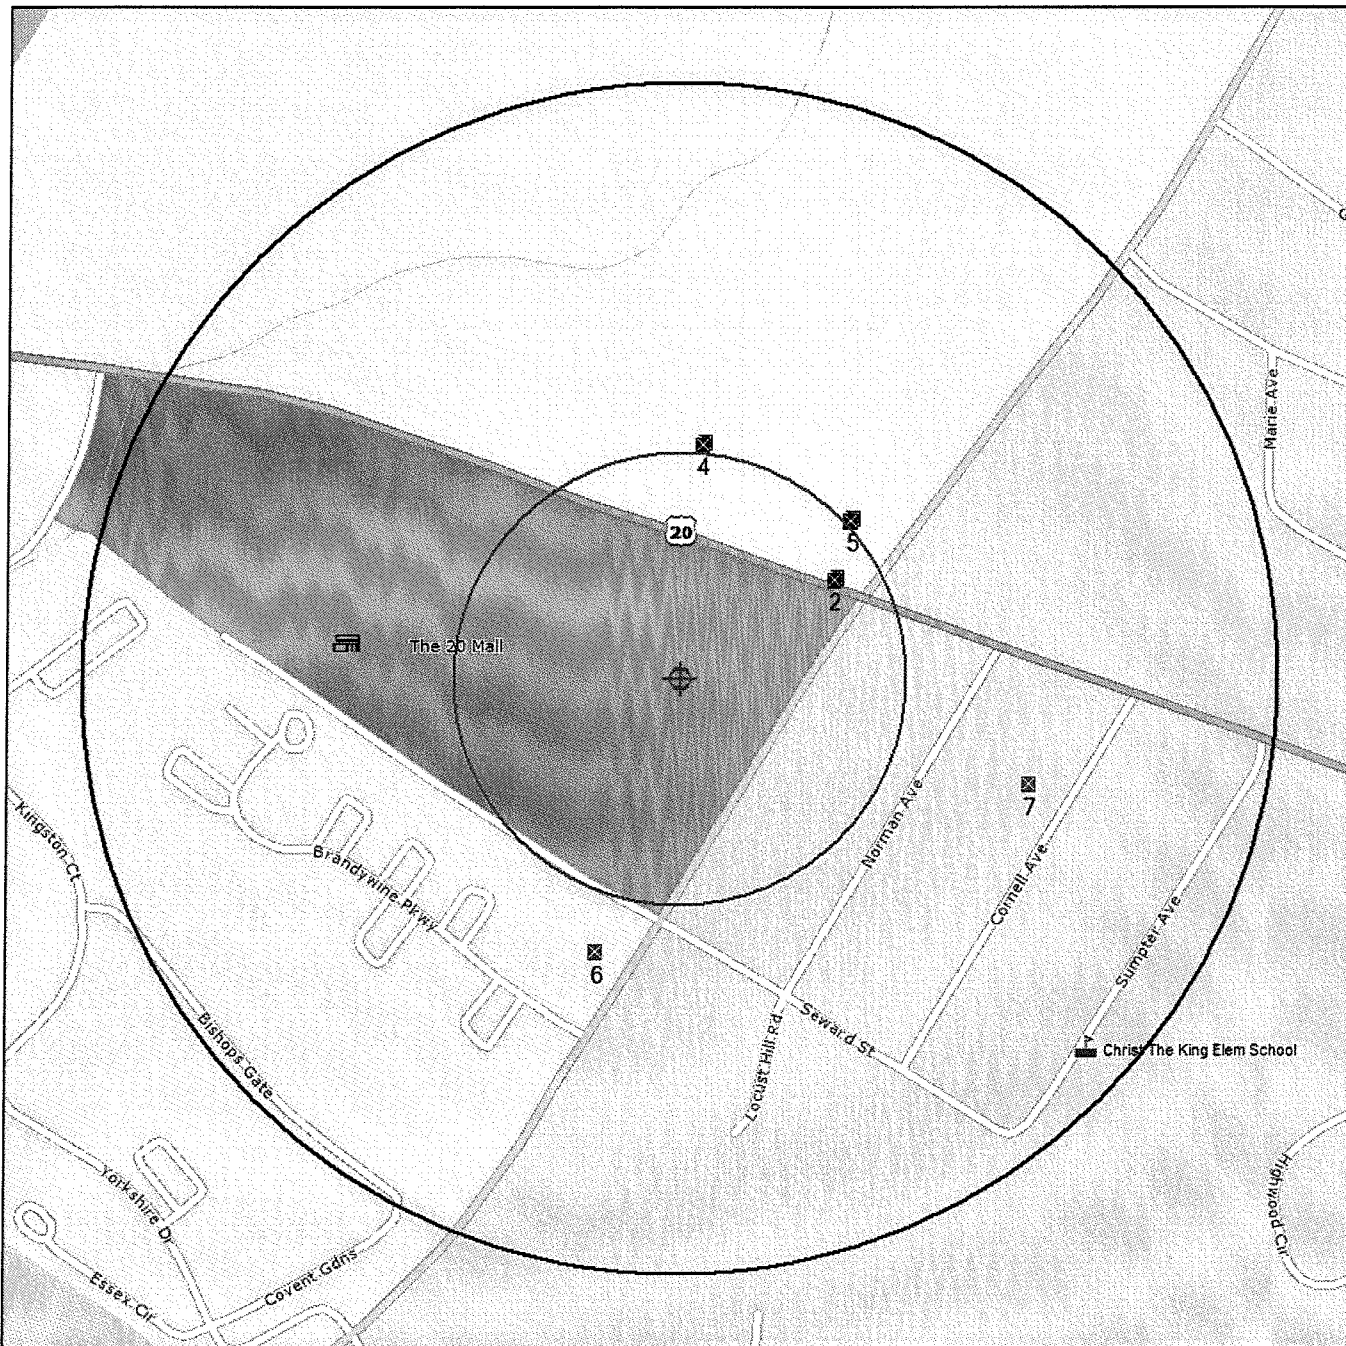 Marie Ave
4
20
5
2
The 20 Mall
7
Norman Ave
Kingston Ct
Brandywine Pkwy
Cornell Ave
Sumpter Ave
6
Bishops Gate
Seward St
Locust Hill Rd
Christ The King Elem School
Yorkshire Dr
Highwood Cir
Covent Gdns
Essex Cir